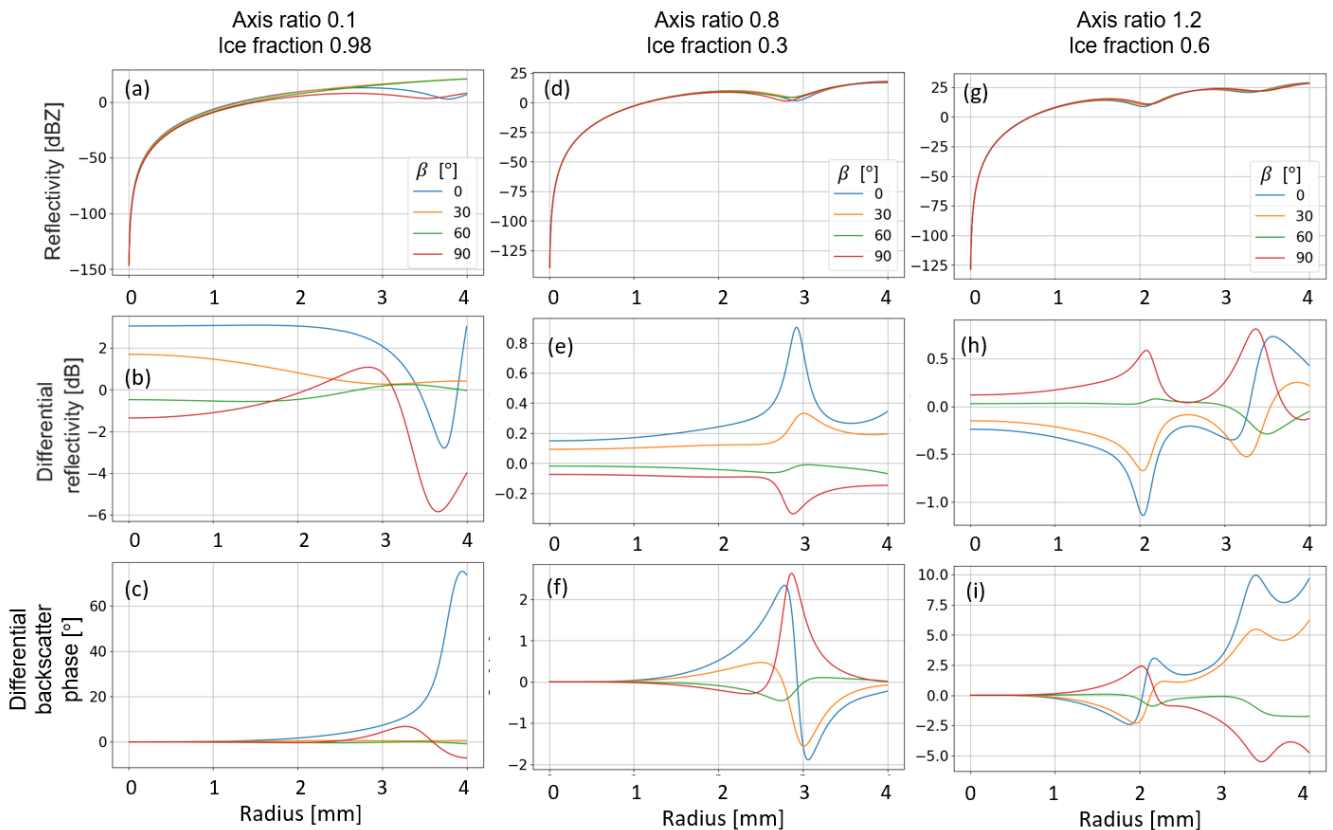 Axis ratio 0.1
Ice fraction 0.98
Axis ratio 0.8
Ice fraction 0.3
Axis ratio 1.2
Ice fraction 0.6
(a)
Reflectivity [dBZ]
0
−50
−100
−150
β [°]
0
30
60
90
0 1 2 3 4
(d)
25
0
−25
−50
−75
−100
−125
β [°]
0
30
60
90
0 1 2 3 4
(g)
25
0
−25
−50
−75
−100
−125
β [°]
0
30
60
90
0 1 2 3 4
(b)
Differential
reflectivity [dB]
2
0
−2
−4
−6
0 1 2 3 4
(e)
0.8
0.6
0.4
0.2
0.0
−0.2
0 1 2 3 4
(h)
0.5
0.0
−0.5
−1.0
0 1 2 3 4
(c)
Differential
backscatter
phase [°]
60
40
20
0
0 1 2 3 4
Radius [mm]
(f)
2
1
0
−1
−2
0 1 2 3 4
Radius [mm]
(i)
10.0
7.5
5.0
2.5
0.0
−2.5
−5.0
0 1 2 3 4
Radius [mm]